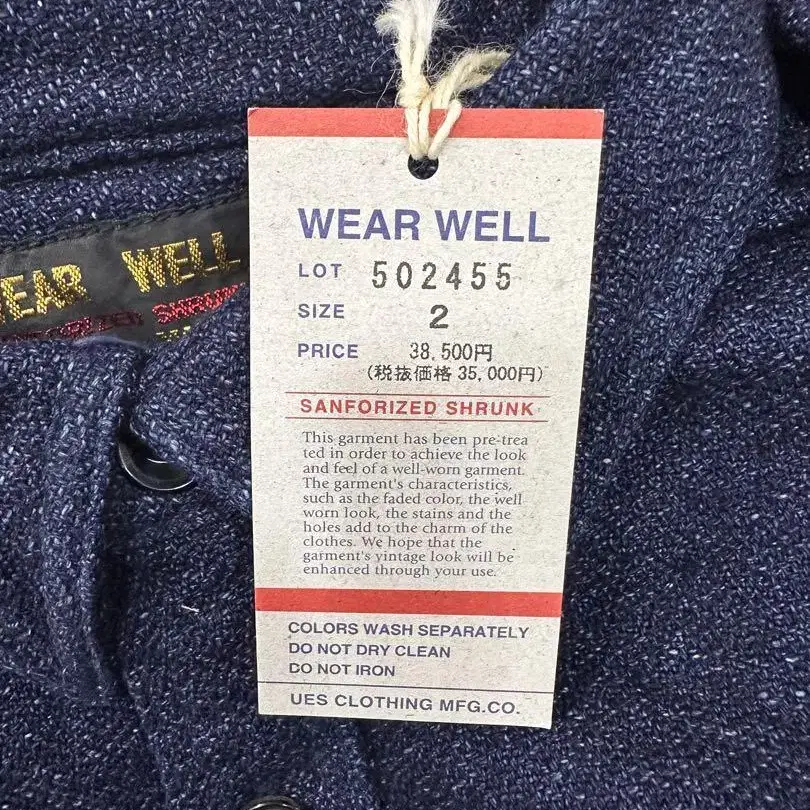 WEAR WELL
LOT 502455
SIZE 2
PRICE 38,500円
(税抜価格 35,000円)
SANFORIZED SHRUNK
This garment has been pre-trea
ted in order to achieve the look
and feel of a well-worn garment.
The garment's characteristics,
such as the faded color, the well
worn look, the stains and the
holes add to the charm of the
clothes. We hope that the
garment's vintage look will be
enhanced through your use.
COLORS WASH SEPARATELY
DO NOT DRY CLEAN
DO NOT IRON
UES CLOTHING MFG.CO.
EAR WELL